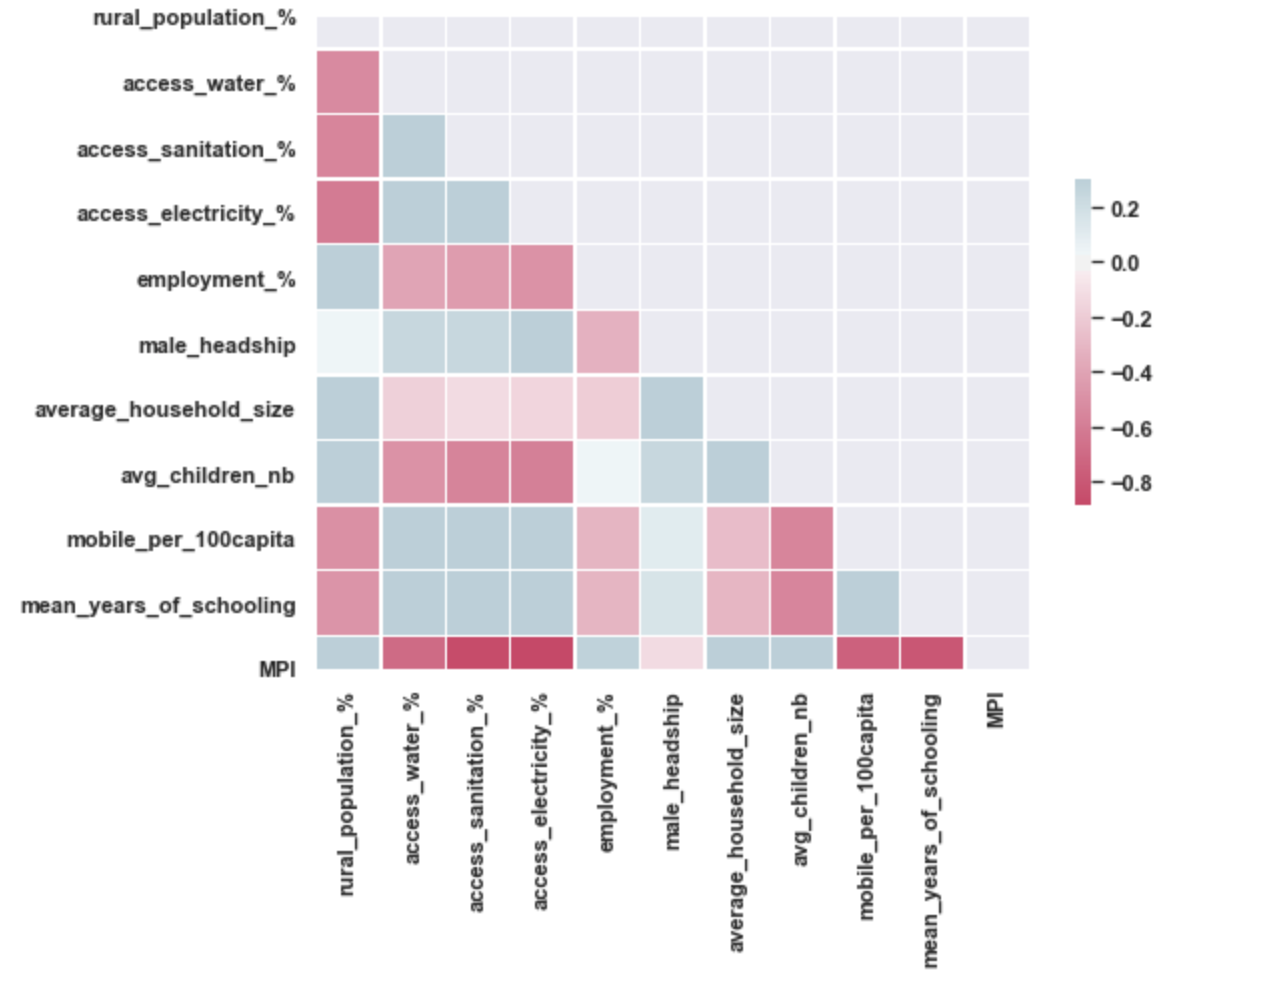 rural_population_%
access_water_%
access_sanitation_%
access_electricity_%
employment_%
male_headship
average_household_size
avg_children_nb
mobile_per_100capita
mean_years_of_schooling
MPI
0.2
0.0
−0.2
−0.4
−0.6
−0.8
rural_population_%
access_water_%
access_sanitation_%
access_electricity_%
employment_%
male_headship
average_household_size
avg_children_nb
mobile_per_100capita
mean_years_of_schooling
MPI